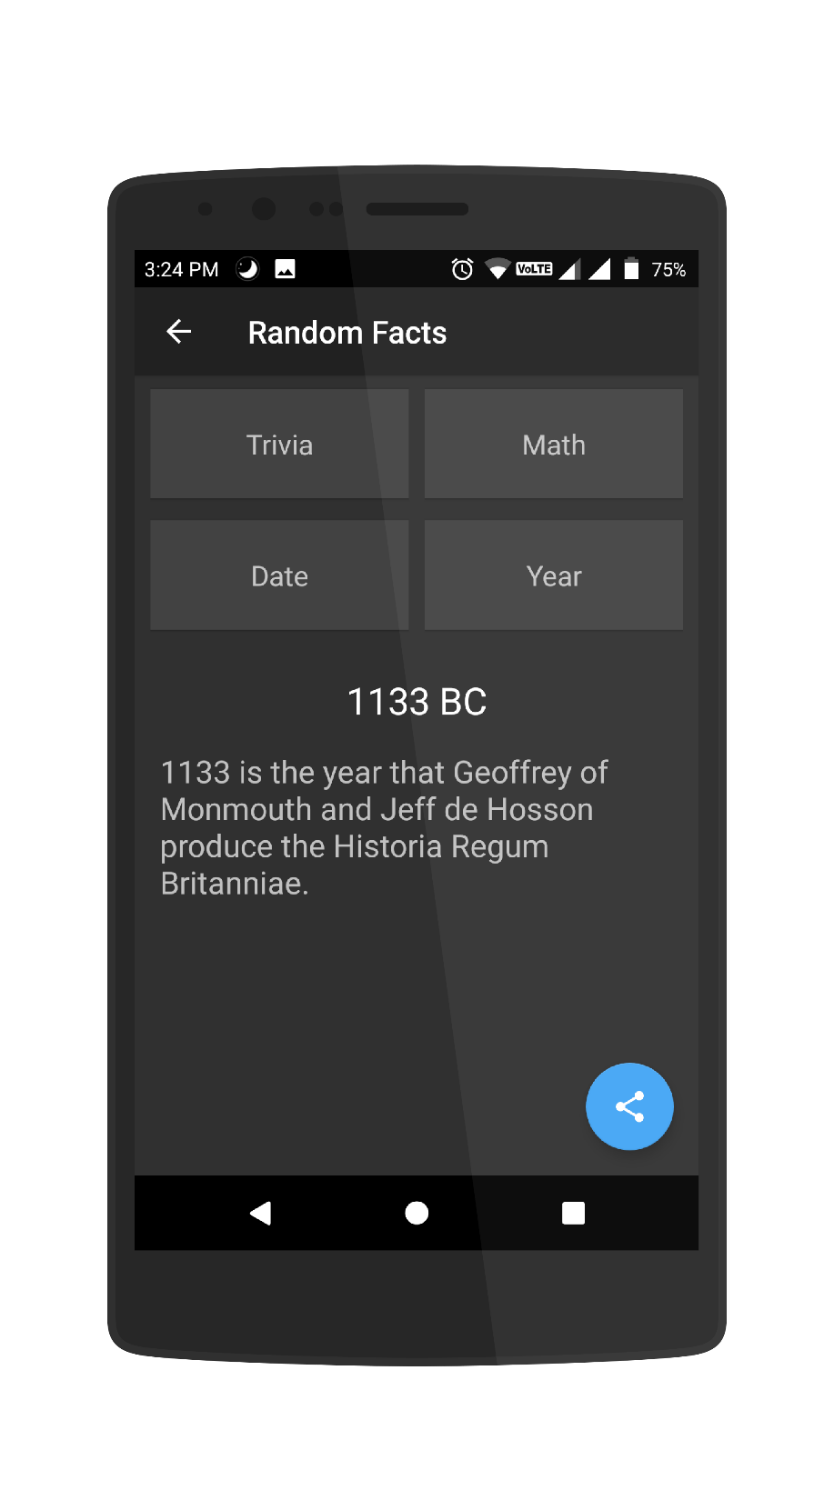 3:24 PM VoLTE 75%
Random Facts
Trivia Math
Date Year
1133 BC
1133 is the year that Geoffrey of
Monmouth and Jeff de Hosson
produce the Historia Regum
Britanniae.